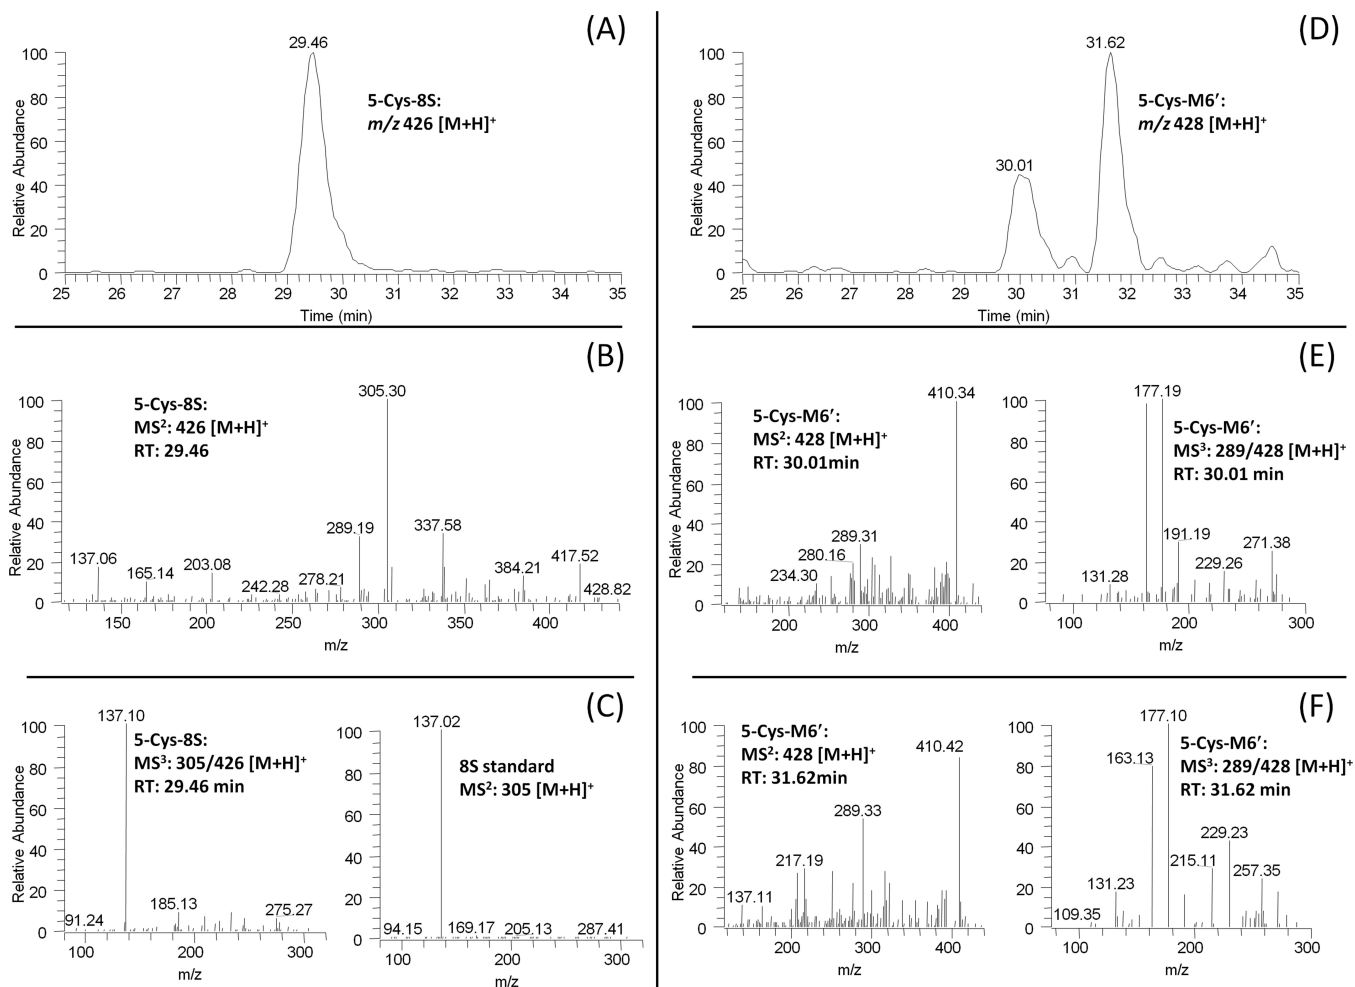 (A)
29.46
100
80
60
40
20
0
Relative Abundance
5-Cys-8S:
m/z 426 [M+H]+
25 26 27 28 29 30 31 32 33 34 35
Time (min)
(D)
31.62
100
80
60
40
20
0
Relative Abundance
5-Cys-M6′:
m/z 428 [M+H]+
30.01
25 26 27 28 29 30 31 32 33 34 35
Time (min)
(B)
305.30
100
80
60
40
20
0
Relative Abundance
5-Cys-8S:
MS2: 426 [M+H]+
RT: 29.46
289.19
337.58
137.06
165.14
203.08
242.28
278.21
384.21
417.52
428.82
150 200 250 300 350 400
m/z
(E)
410.34
100
80
60
40
20
0
Relative Abundance
5-Cys-M6′:
MS2: 428 [M+H]+
RT: 30.01min
289.31
280.16
234.30
200 300 400
m/z
177.19
100
80
60
40
20
0
5-Cys-M6′:
MS3: 289/428 [M+H]+
RT: 30.01 min
191.19
271.38
131.28
229.26
100 200 300
m/z
(C)
137.10
100
80
60
40
20
0
Relative Abundance
5-Cys-8S:
MS3: 305/426 [M+H]+
RT: 29.46 min
91.24
185.13
275.27
100 200 300
m/z
137.02
100
80
60
40
20
0
8S standard
MS2: 305 [M+H]+
94.15
169.17
205.13
287.41
100 200 300
m/z
(F)
5-Cys-M6′:
MS2: 428 [M+H]+
RT: 31.62min
410.42
100
80
60
40
20
0
Relative Abundance
289.33
217.19
137.11
200 300 400
m/z
177.10
100
80
60
40
20
0
5-Cys-M6′:
MS3: 289/428 [M+H]+
RT: 31.62 min
163.13
229.23
215.11
257.35
131.23
109.35
100 200 300
m/z